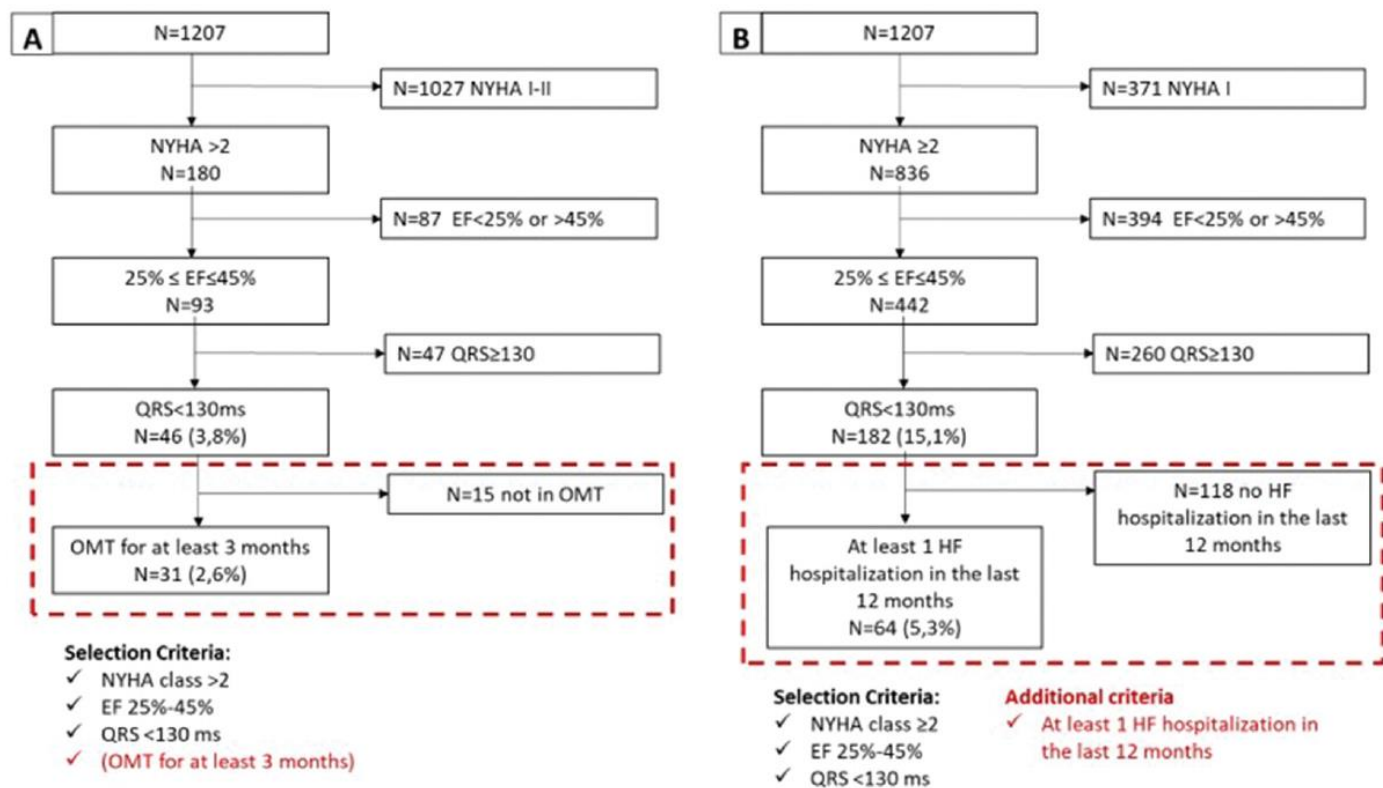 A
N=1207
N=1027 NYHA I-II
NYHA >2
N=180
N=87 EF<25% or >45%
25% ≤ EF≤45%
N=93
N=47 QRS≥130
QRS<130ms
N=46 (3,8%)
N=15 not in OMT
OMT for at least 3 months
N=31 (2,6%)
Selection Criteria:
✓ NYHA class >2
✓ EF 25%-45%
✓ QRS <130 ms
✓ (OMT for at least 3 months)
B
N=1207
N=371 NYHA I
NYHA ≥2
N=836
N=394 EF<25% or >45%
25% ≤ EF≤45%
N=442
N=260 QRS≥130
QRS<130ms
N=182 (15,1%)
N=118 no HF
hospitalization in the last
12 months
At least 1 HF
hospitalization in the last
12 months
N=64 (5,3%)
Selection Criteria:
✓ NYHA class ≥2
✓ EF 25%-45%
✓ QRS <130 ms
Additional criteria
✓ At least 1 HF hospitalization in
the last 12 months